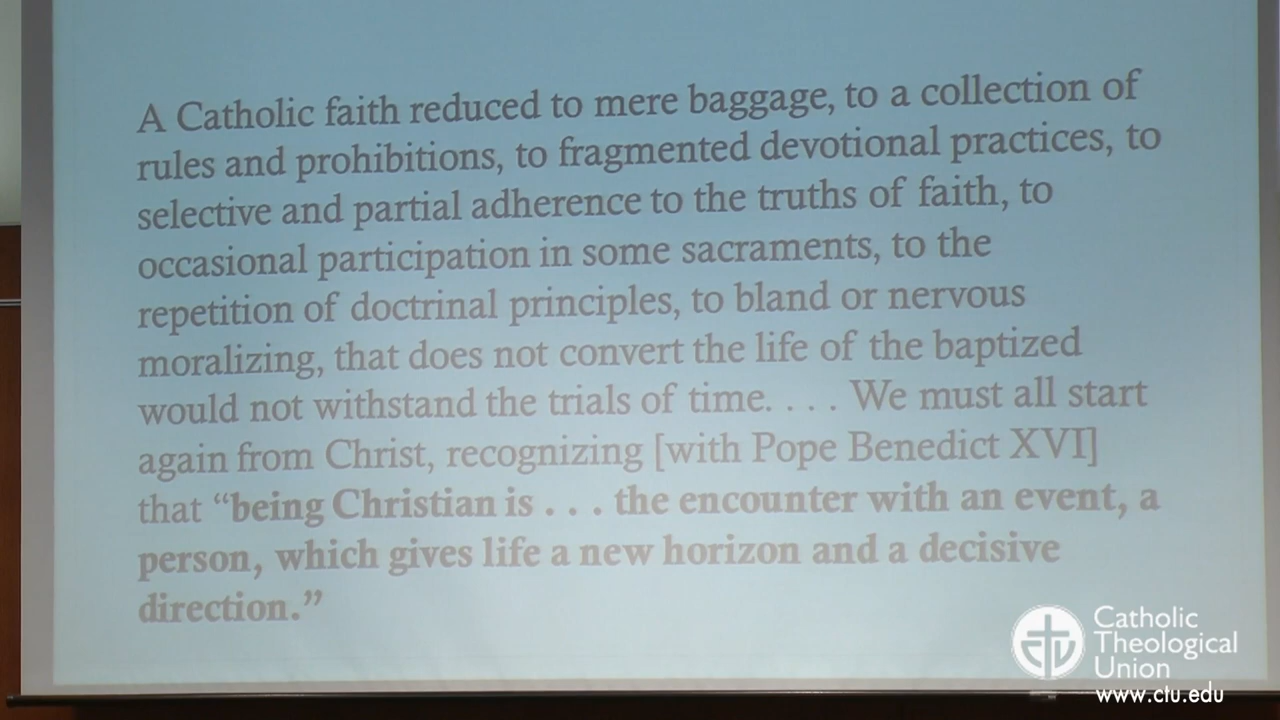 A Catholic faith reduced to mere baggage, to a collection of
rules and prohibitions, to fragmented devotional practices, to
selective and partial adherence to the truths of faith, to
occasional participation in some sacraments, to the
repetition of doctrinal principles, to bland or nervous
moralizing, that does not convert the life of the baptized
would not withstand the trials of time. . . . We must all start
again from Christ, recognizing [with Pope Benedict XVI]
that “being Christian is . . . the encounter with an event, a
person, which gives life a new horizon and a decisive
direction.”
Catholic
Theological
Union
www.ctu.edu